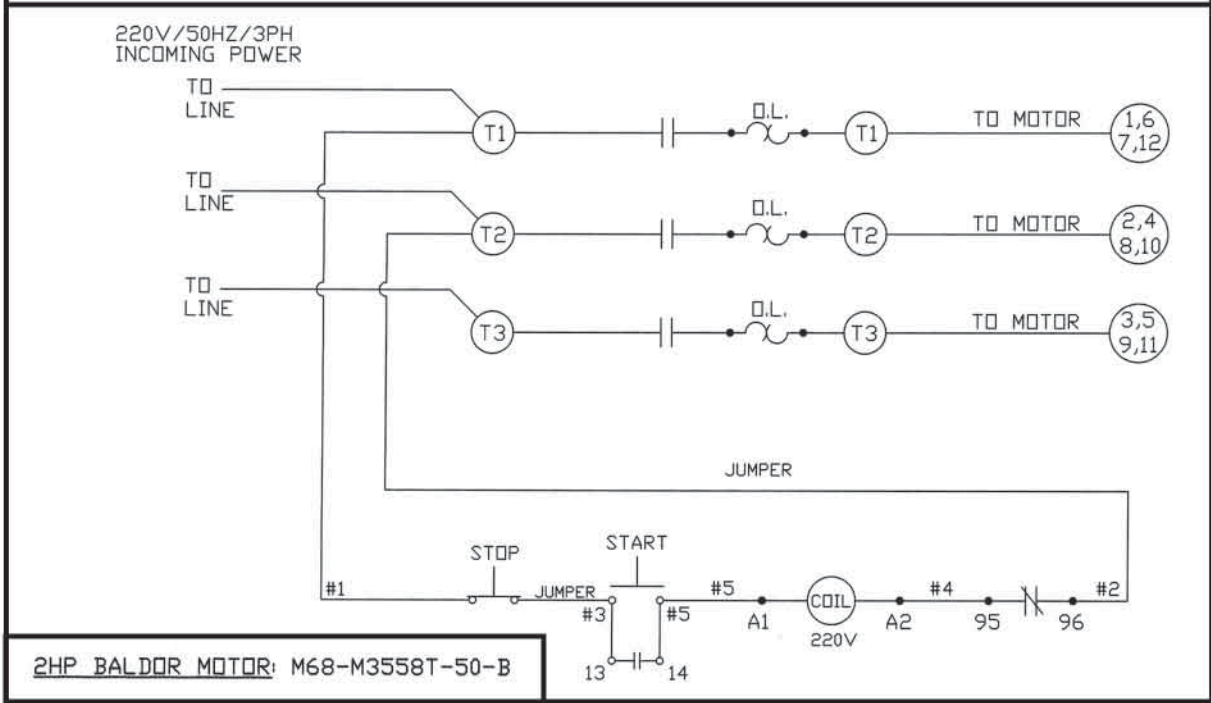 220V/50HZ/3PH
INCOMING POWER
TO
LINE
T1
O.L.
T1
TO MOTOR
1,6
7,12
TO
LINE
T2
O.L.
T2
TO MOTOR
2,4
8,10
TO
LINE
T3
O.L.
T3
TO MOTOR
3,5
9,11
JUMPER
STOP
START
#1
JUMPER
#3
#5
#5
A1
COIL
220V
A2
#4
95
96
#2
13
14
2HP BALDOR MOTOR: M68-M3558T-50-B